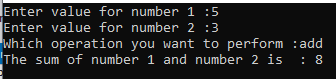 Enter value for number 1 :5
Enter value for number 2 :3
Which operation you want to perform :add
The sum of number 1 and number 2 is  : 8